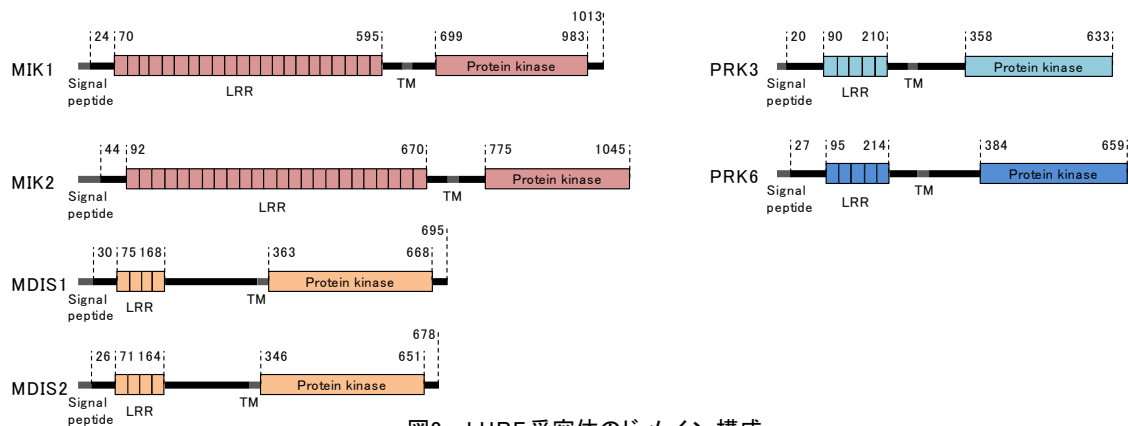 1013
24 70 595 699 983
MIK1
Protein kinase
Signal peptide
LRR
TM
44 92 670 775 1045
MIK2
Protein kinase
Signal peptide
LRR
TM
695
30 75 168 363 668
MDIS1
Protein kinase
Signal peptide
LRR
TM
678
26 71 164 346 651
MDIS2
Protein kinase
Signal peptide
LRR
TM
20 90 210 358 633
PRK3
Protein kinase
Signal peptide
LRR
TM
27 95 214 384 659
PRK6
Protein kinase
Signal peptide
LRR
TM